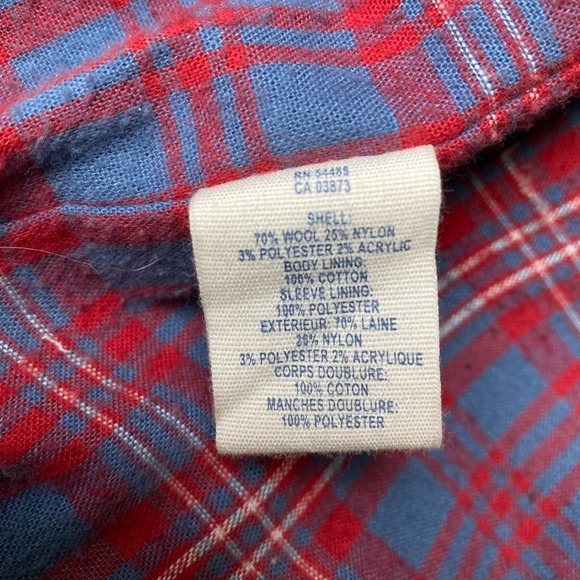 RN 54485
CA 03873
SHELL:
70% WOOL 25% NYLON
3% POLYESTER 2% ACRYLIC
BODY LINING:
100% COTTON
SLEEVE LINING:
100% POLYESTER
EXTERIEUR: 70% LAINE
25% NYLON
3% POLYESTER 2% ACRYLIQUE
CORPS DOUBLURE:
100% COTON
MANCHES DOUBLURE:
100% POLYESTER